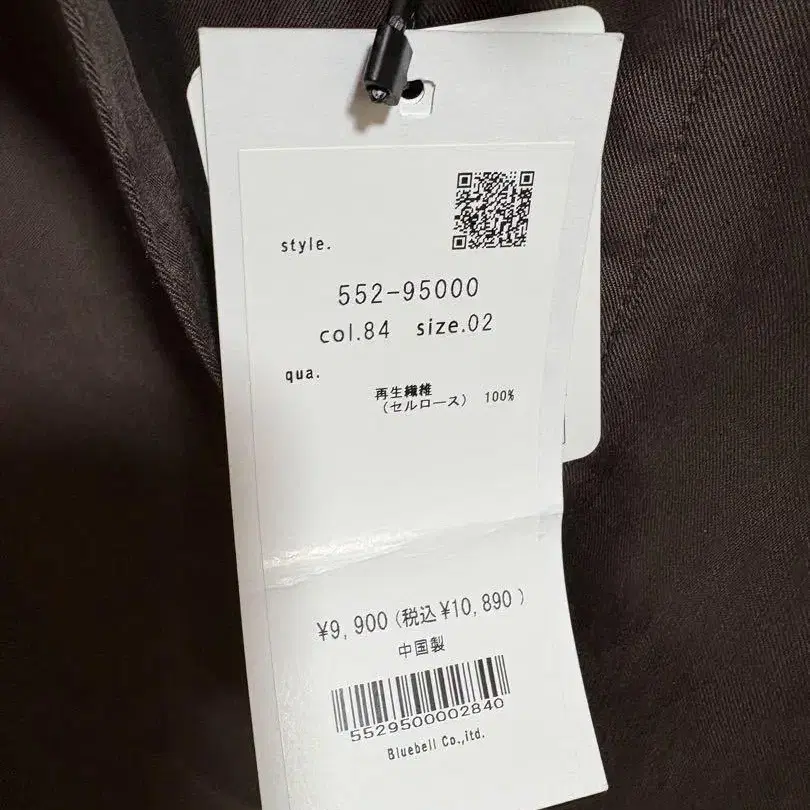 style.
552-95000
col.84 size.02
qua.
再生繊維
(セルロース) 100%
¥9,900(税込¥10,890)
中国製
5529500002840
Bluebell Co.,itd.